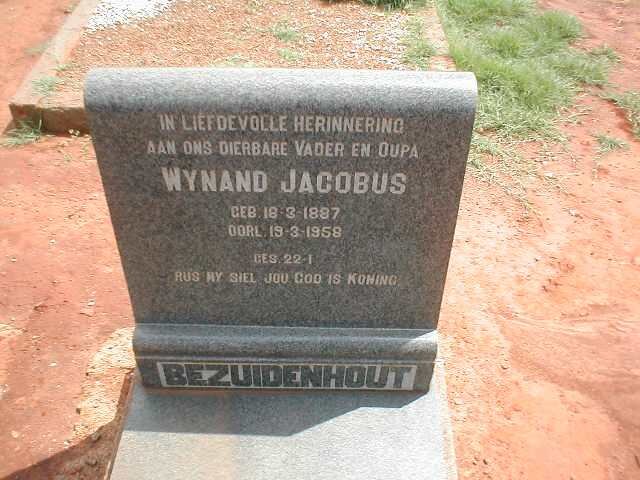 IN LIEFDEVOLLE HERINNERING
AAN ONS DIERBARE VADER EN OUPA
WYNAND JACOBUS
GEB. 18-3-1887
OORL. 19-3-1958
GES. 22-1
RUS MY SIEL JOU GOD IS KONING
BEZUIDENHOUT